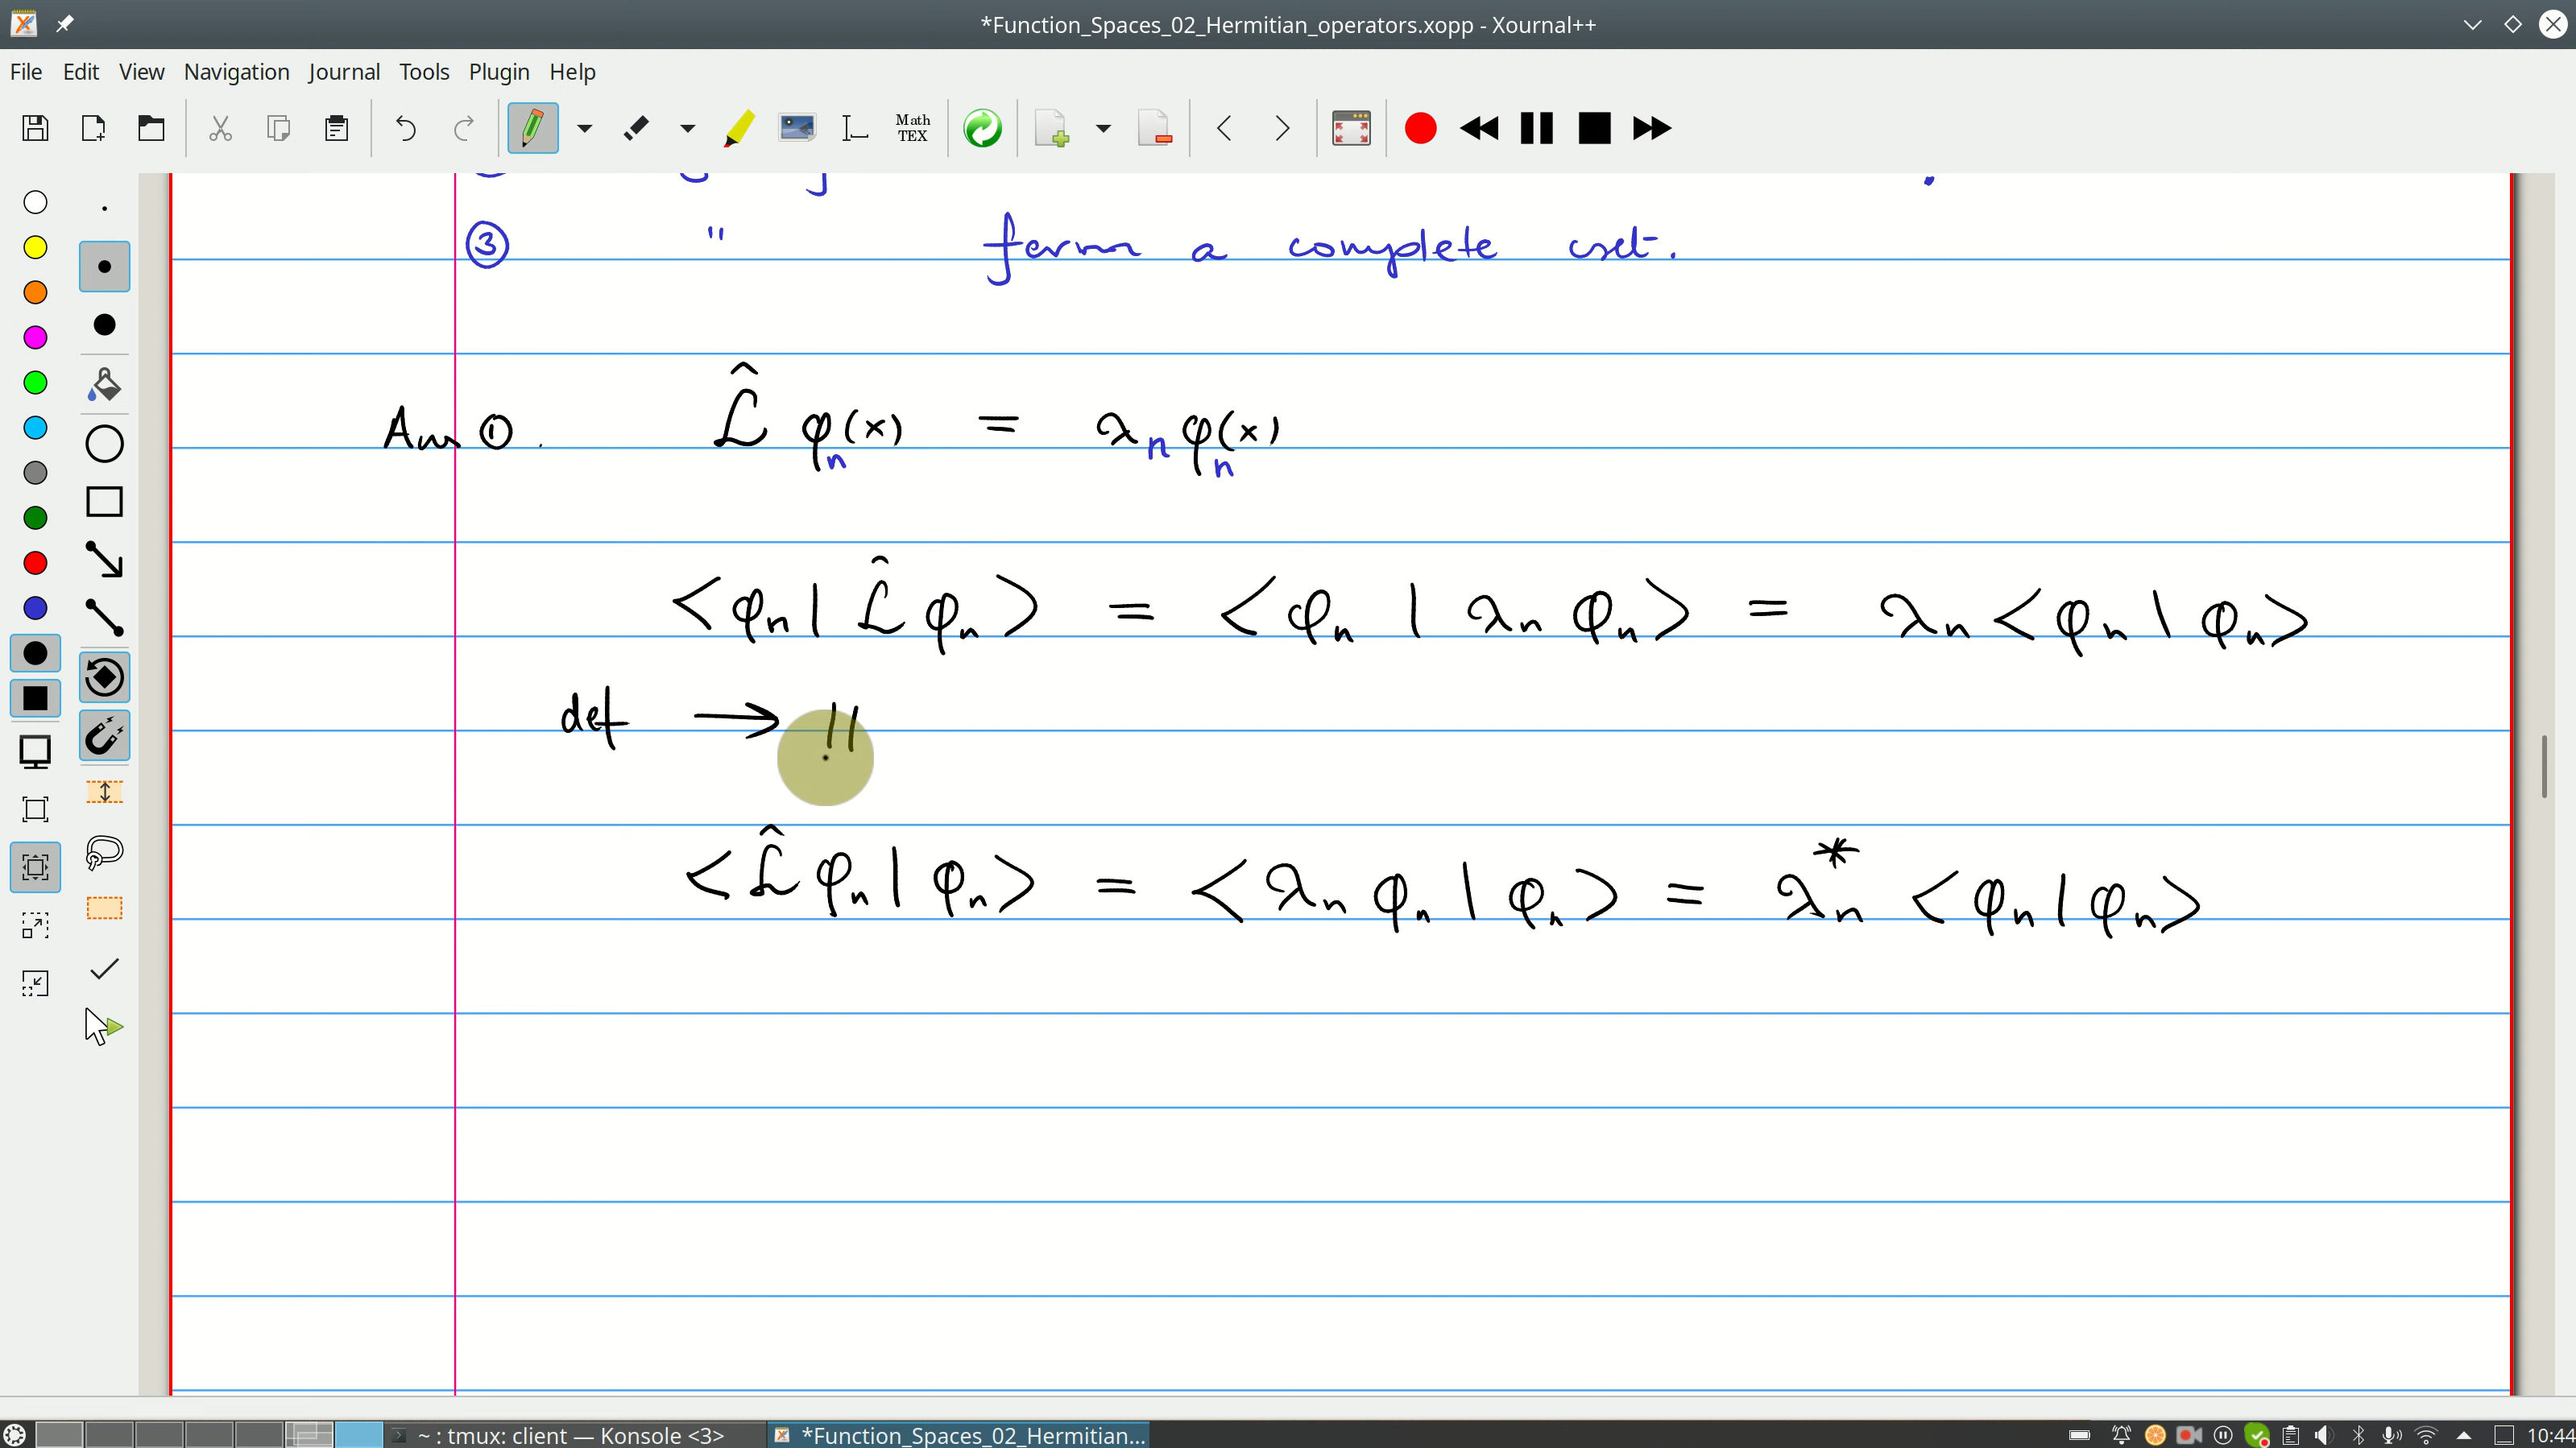 *Function_Spaces_02_Hermitian_operators.xopp - Xournal++
File Edit View Navigation Journal Tools Plugin Help
Math
TEX
③ " form a complete set.
Ans ①. ℒ̂ φₙ(x) = λₙ φₙ(x)
<φₙ | ℒ̂ φₙ> = <φₙ | λₙ φₙ> = λₙ <φₙ | φₙ>
def → ||
<ℒ̂ φₙ | φₙ> = <λₙ φₙ | φₙ> = λₙ* <φₙ | φₙ>
~ : tmux: client — Konsole <3> *Function_Spaces_02_Hermitian... 10:44